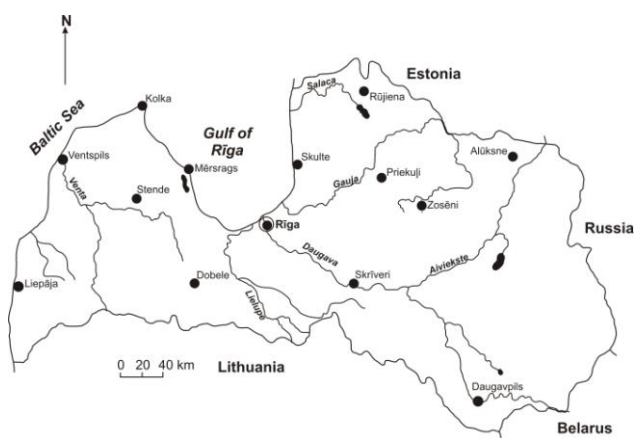 N
Estonia
Salaca
Rūjiena
Kolka
Baltic Sea
Gulf of
Rīga
Ventspils
Mērsrags
Skulte
Alūksne
Venta
Stende
Gauja
Priekuļi
Zosēni
Rīga
Russia
Daugava
Aiviekste
Liepāja
Dobele
Skrīveri
Lielupe
0 20 40 km
Lithuania
Daugavpils
Belarus